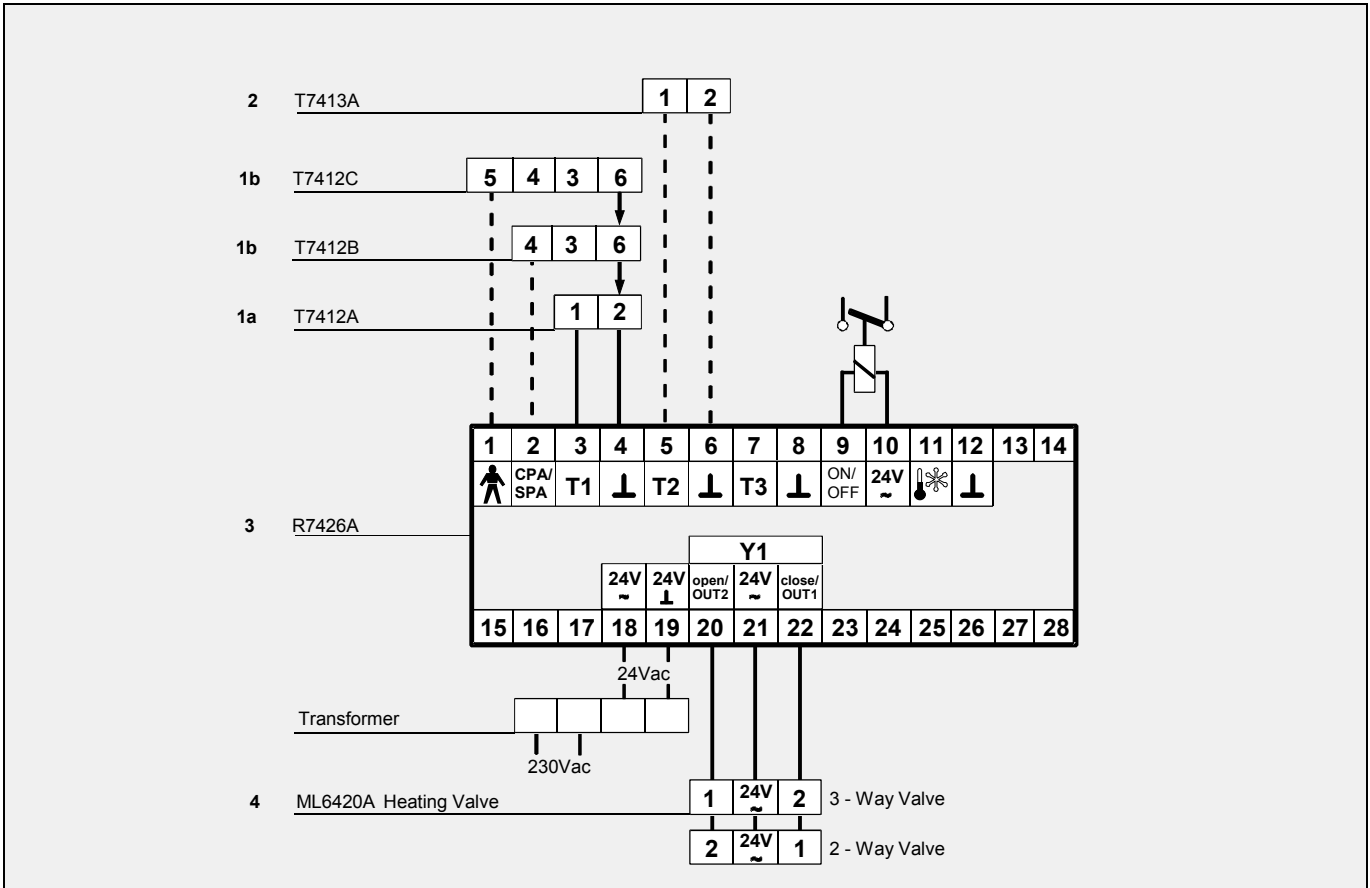 2 T7413A 1 2
1b T7412C 5 4 3 6
1b T7412B 4 3 6
1a T7412A 1 2
1 2 3 4 5 6 7 8 9 10 11 12 13 14
CPA/ SPA T1 ⊥ T2 ⊥ T3 ⊥ ON/ OFF 24V ~ ⊥
3 R7426A
Y1
24V ~ 24V ⊥ open/ OUT2 24V ~ close/ OUT1
15 16 17 18 19 20 21 22 23 24 25 26 27 28
24Vac
Transformer
230Vac
4 ML6420A Heating Valve 1 24V ~ 2 3 - Way Valve
2 24V ~ 1 2 - Way Valve